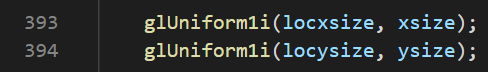 393 glUniform1i(locxsize, xsize);
394 glUniform1i(locysize, ysize);